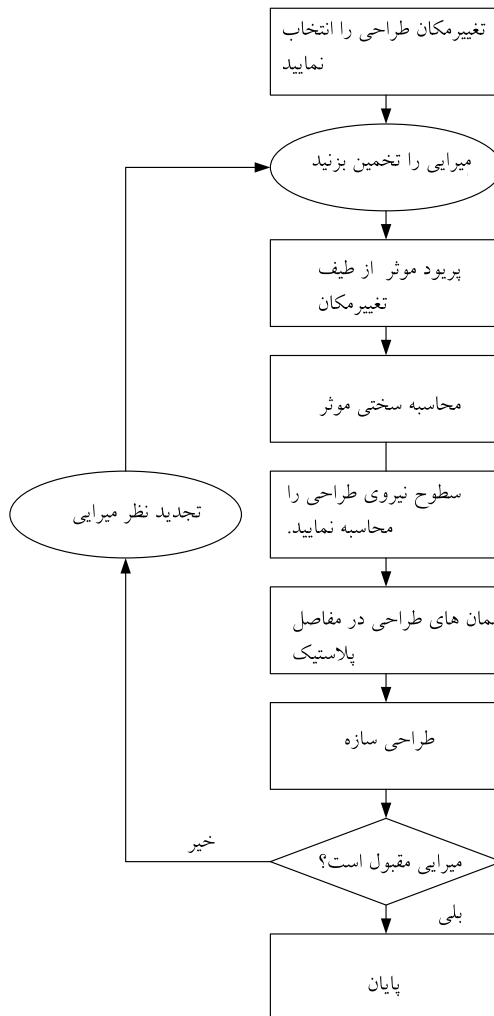 تغییرمکان طراحی را انتخاب
نمایید
میرایی را تخمین بزنید
پریود موثر از طیف
تغییرمکان
محاسبه سختی موثر
سطوح نیروی طراحی را
محاسبه نمایید.
تجدید نظر میرایی
های طراحی در مفاصل
پلاستیک
طراحی سازه
میرایی مقبول است؟
خیر
بلی
پایان